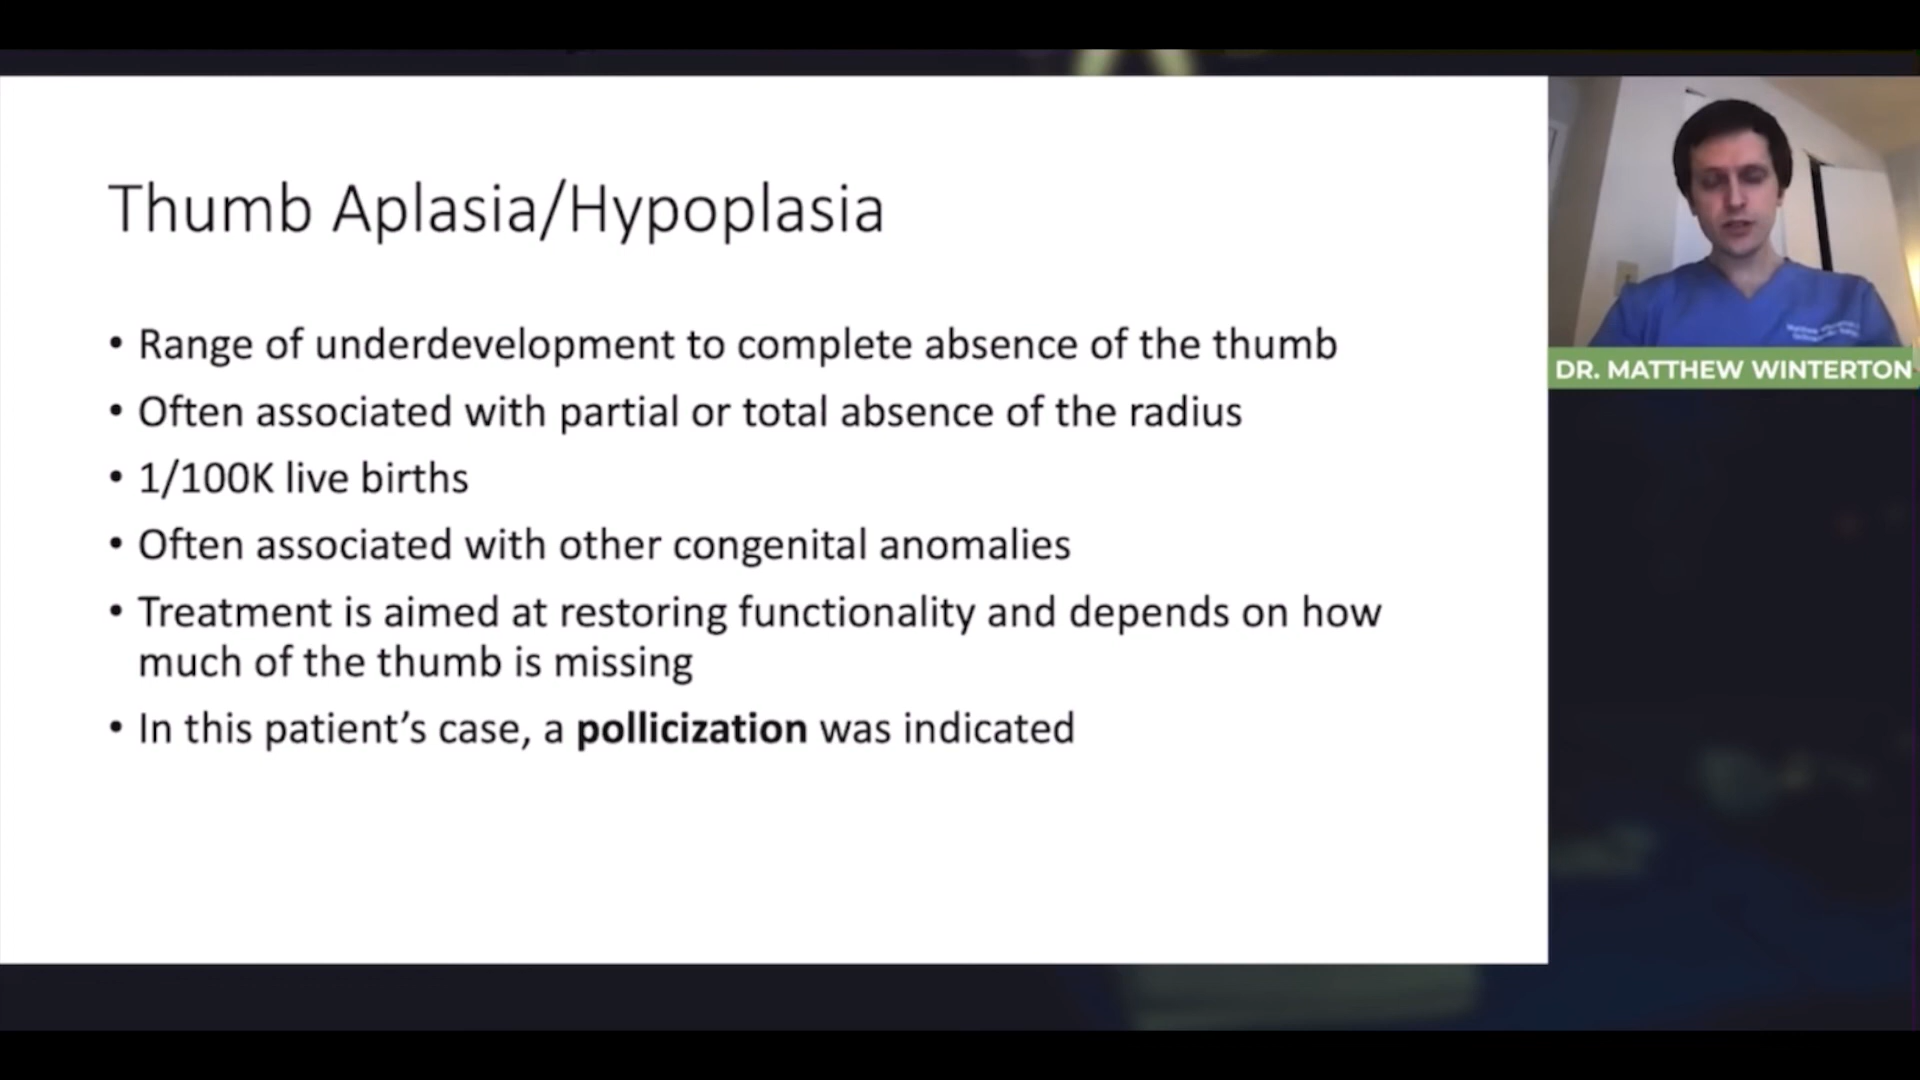 Thumb Aplasia/Hypoplasia
• Range of underdevelopment to complete absence of the thumb
• Often associated with partial or total absence of the radius
• 1/100K live births
• Often associated with other congenital anomalies
• Treatment is aimed at restoring functionality and depends on how
much of the thumb is missing
• In this patient’s case, a pollicization was indicated
DR. MATTHEW WINTERTON